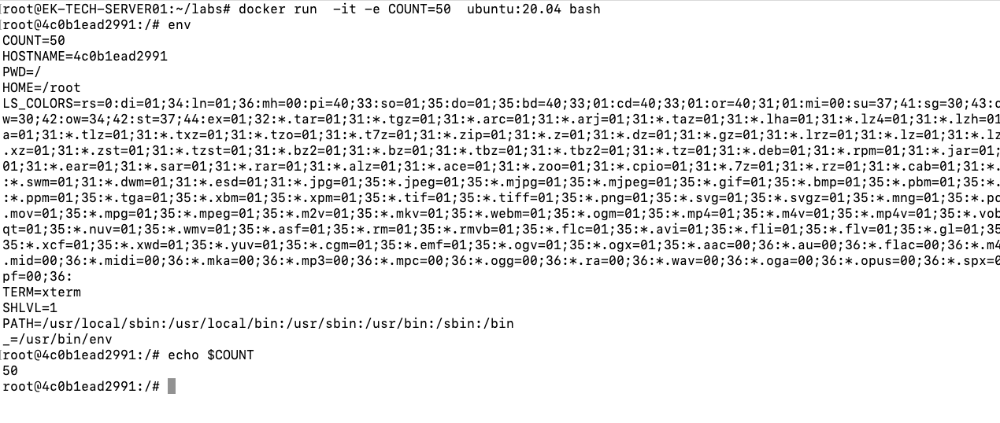 [root@EK-TECH-SERVER01:~/labs# docker run  -it -e COUNT=50  ubuntu:20.04 bash
[root@4c0b1ead2991:/# env
COUNT=50
HOSTNAME=4c0b1ead2991
PWD=/
HOME=/root
LS_COLORS=rs=0:di=01;34:ln=01;36:mh=00:pi=40;33:so=01;35:do=01;35:bd=40;33;01:cd=40;33;01:or=40;31;01:mi=00:su=37;41:sg=30;43:c
w=30;42:ow=34;42:st=37;44:ex=01;32:*.tar=01;31:*.tgz=01;31:*.arc=01;31:*.arj=01;31:*.taz=01;31:*.lha=01;31:*.lz4=01;31:*.lzh=01
a=01;31:*.tlz=01;31:*.txz=01;31:*.tzo=01;31:*.t7z=01;31:*.zip=01;31:*.z=01;31:*.dz=01;31:*.gz=01;31:*.lrz=01;31:*.lz=01;31:*.lz
.xz=01;31:*.zst=01;31:*.tzst=01;31:*.bz2=01;31:*.bz=01;31:*.tbz=01;31:*.tbz2=01;31:*.tz=01;31:*.deb=01;31:*.rpm=01;31:*.jar=01;
01;31:*.ear=01;31:*.sar=01;31:*.rar=01;31:*.alz=01;31:*.ace=01;31:*.zoo=01;31:*.cpio=01;31:*.7z=01;31:*.rz=01;31:*.cab=01;31:*.
:*.swm=01;31:*.dwm=01;31:*.esd=01;31:*.jpg=01;35:*.jpeg=01;35:*.mjpg=01;35:*.mjpeg=01;35:*.gif=01;35:*.bmp=01;35:*.pbm=01;35:*.
:*.ppm=01;35:*.tga=01;35:*.xbm=01;35:*.xpm=01;35:*.tif=01;35:*.tiff=01;35:*.png=01;35:*.svg=01;35:*.svgz=01;35:*.mng=01;35:*.pc
.mov=01;35:*.mpg=01;35:*.mpeg=01;35:*.m2v=01;35:*.mkv=01;35:*.webm=01;35:*.ogm=01;35:*.mp4=01;35:*.m4v=01;35:*.mp4v=01;35:*.vob
qt=01;35:*.nuv=01;35:*.wmv=01;35:*.asf=01;35:*.rm=01;35:*.rmvb=01;35:*.flc=01;35:*.avi=01;35:*.fli=01;35:*.flv=01;35:*.gl=01;35
35:*.xcf=01;35:*.xwd=01;35:*.yuv=01;35:*.cgm=01;35:*.emf=01;35:*.ogv=01;35:*.ogx=01;35:*.aac=00;36:*.au=00;36:*.flac=00;36:*.m4
.mid=00;36:*.midi=00;36:*.mka=00;36:*.mp3=00;36:*.mpc=00;36:*.ogg=00;36:*.ra=00;36:*.wav=00;36:*.oga=00;36:*.opus=00;36:*.spx=0
pf=00;36:
TERM=xterm
SHLVL=1
PATH=/usr/local/sbin:/usr/local/bin:/usr/sbin:/usr/bin:/sbin:/bin
_=/usr/bin/env
[root@4c0b1ead2991:/# echo $COUNT
50
root@4c0b1ead2991:/#